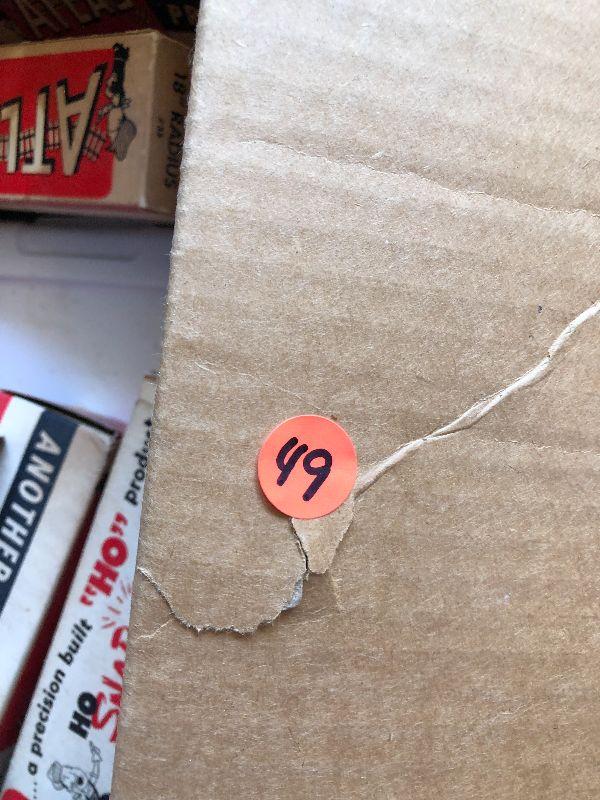 ATL
18" RADIUS
49
ANOTHER
... a precision built "HO" product
HO